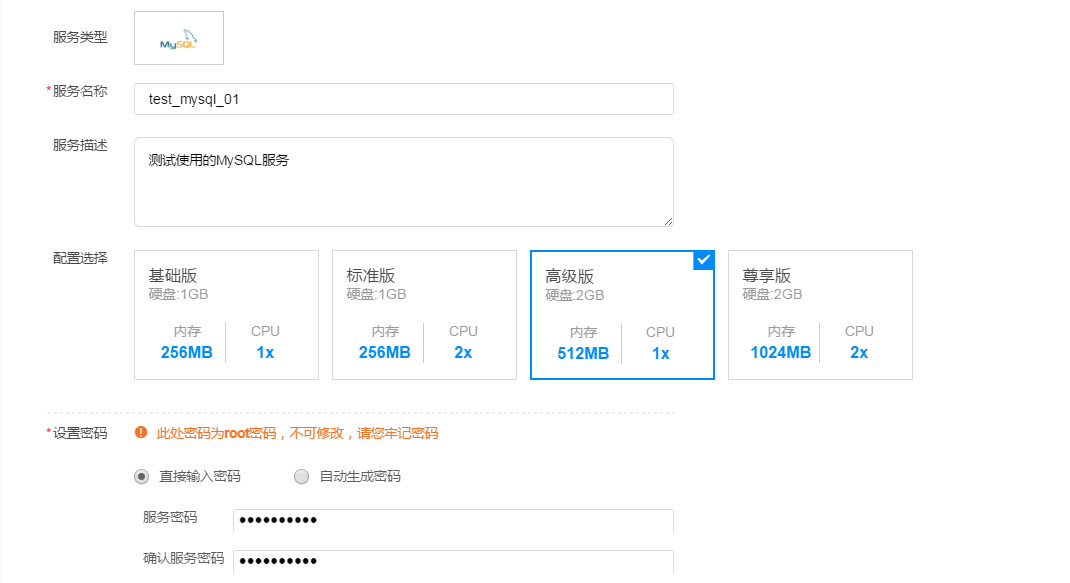 服务类型
MySQL
*服务名称
test_mysql_01
服务描述
测试使用的MySQL服务
配置选择
基础版
硬盘:1GB
内存 CPU
256MB 1x
标准版
硬盘:1GB
内存 CPU
256MB 2x
高级版
硬盘:2GB
内存 CPU
512MB 1x
尊享版
硬盘:2GB
内存 CPU
1024MB 2x
*设置密码
此处密码为root密码，不可修改，请您牢记密码
直接输入密码 自动生成密码
服务密码 ●●●●●●●●●●
确认服务密码 ●●●●●●●●●●